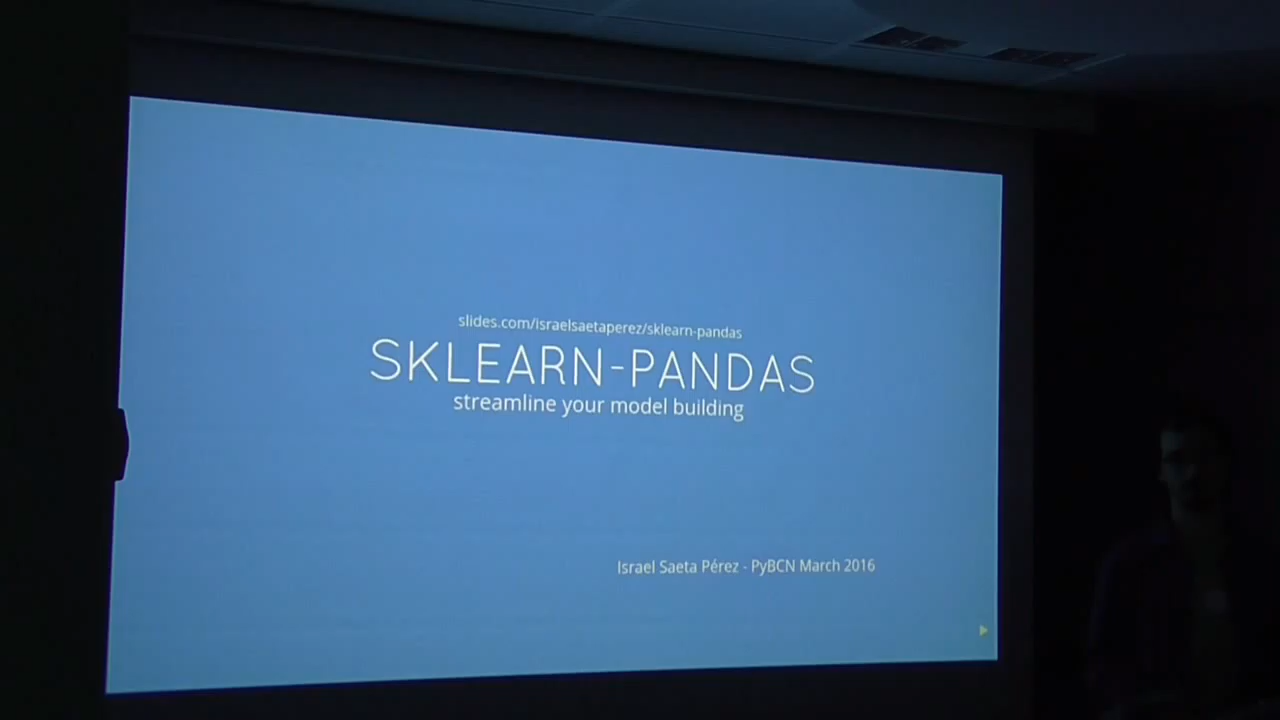 slides.com/israelsaetaperez/sklearn-pandas
SKLEARN-PANDAS
streamline your model building
Israel Saeta Pérez - PyBCN March 2016